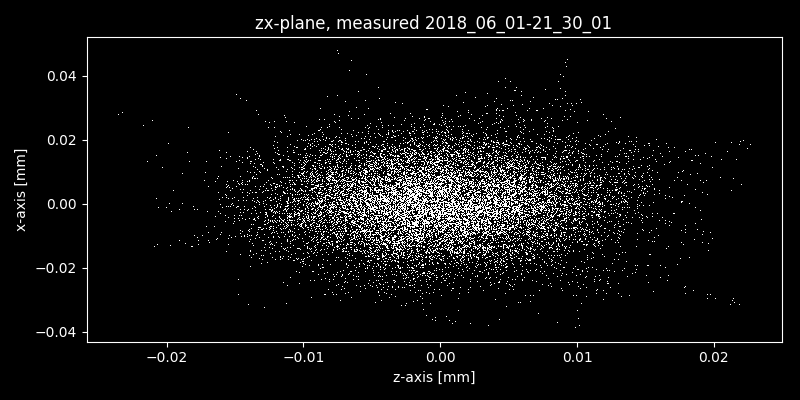 zx-plane, measured 2018_06_01-21_30_01
0.04
0.02
0.00
−0.02
−0.04
x-axis [mm]
−0.02 −0.01 0.00 0.01 0.02
z-axis [mm]